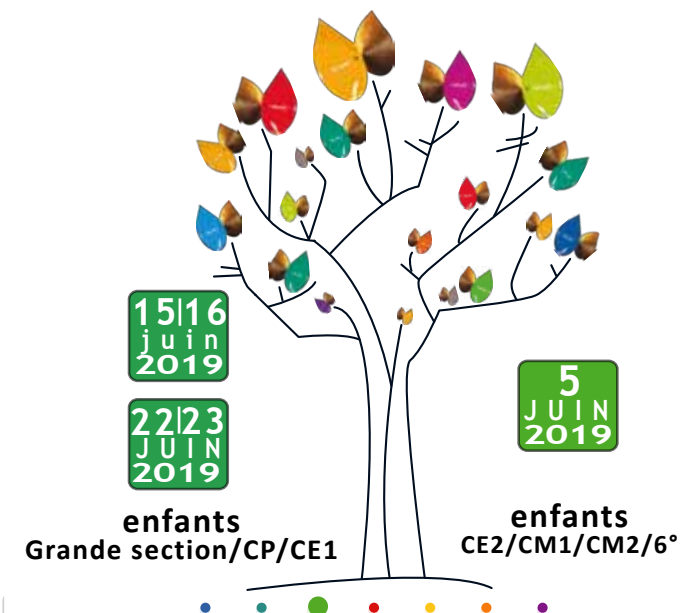 15|16
juin
2019
22|23
JUIN
2019
enfants
Grande section/CP/CE1
5
JUIN
2019
enfants
CE2/CM1/CM2/6°